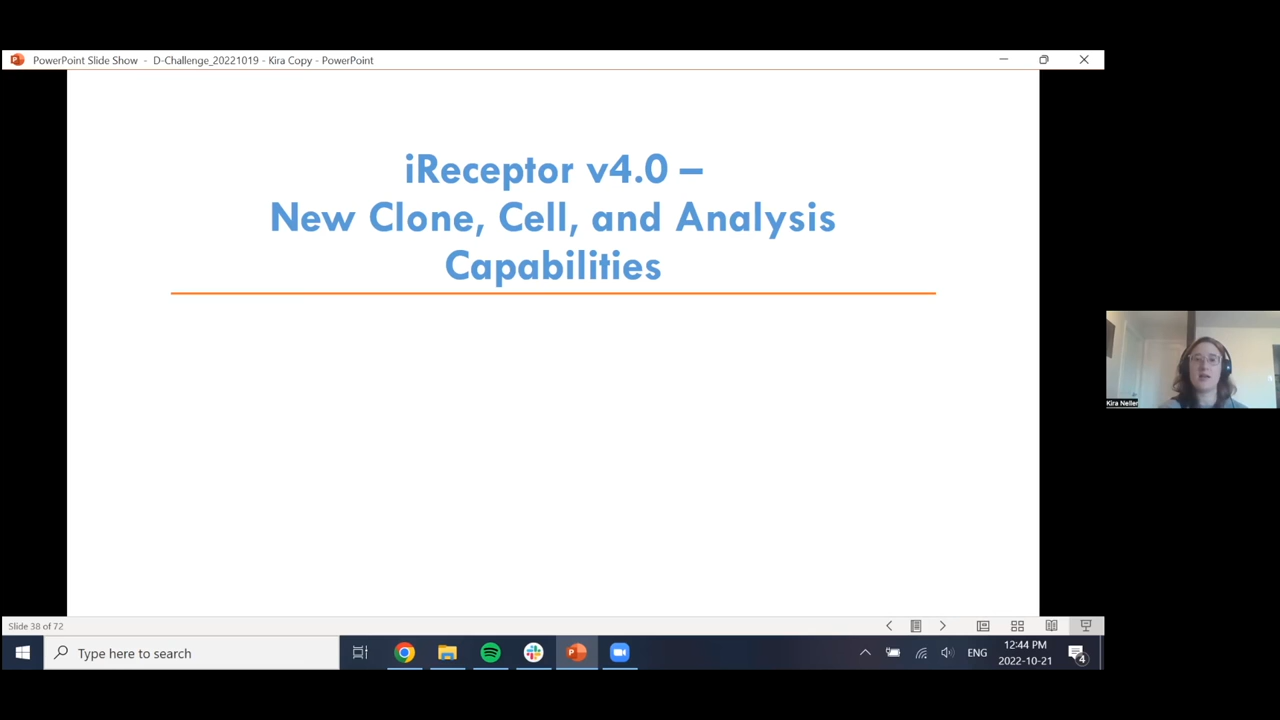 PowerPoint Slide Show - D-Challenge_20221019 - Kira Copy - PowerPoint
iReceptor v4.0 –
New Clone, Cell, and Analysis
Capabilities
Kira Neller
Slide 38 of 72
Type here to search
ENG
12:44 PM
2022-10-21
4